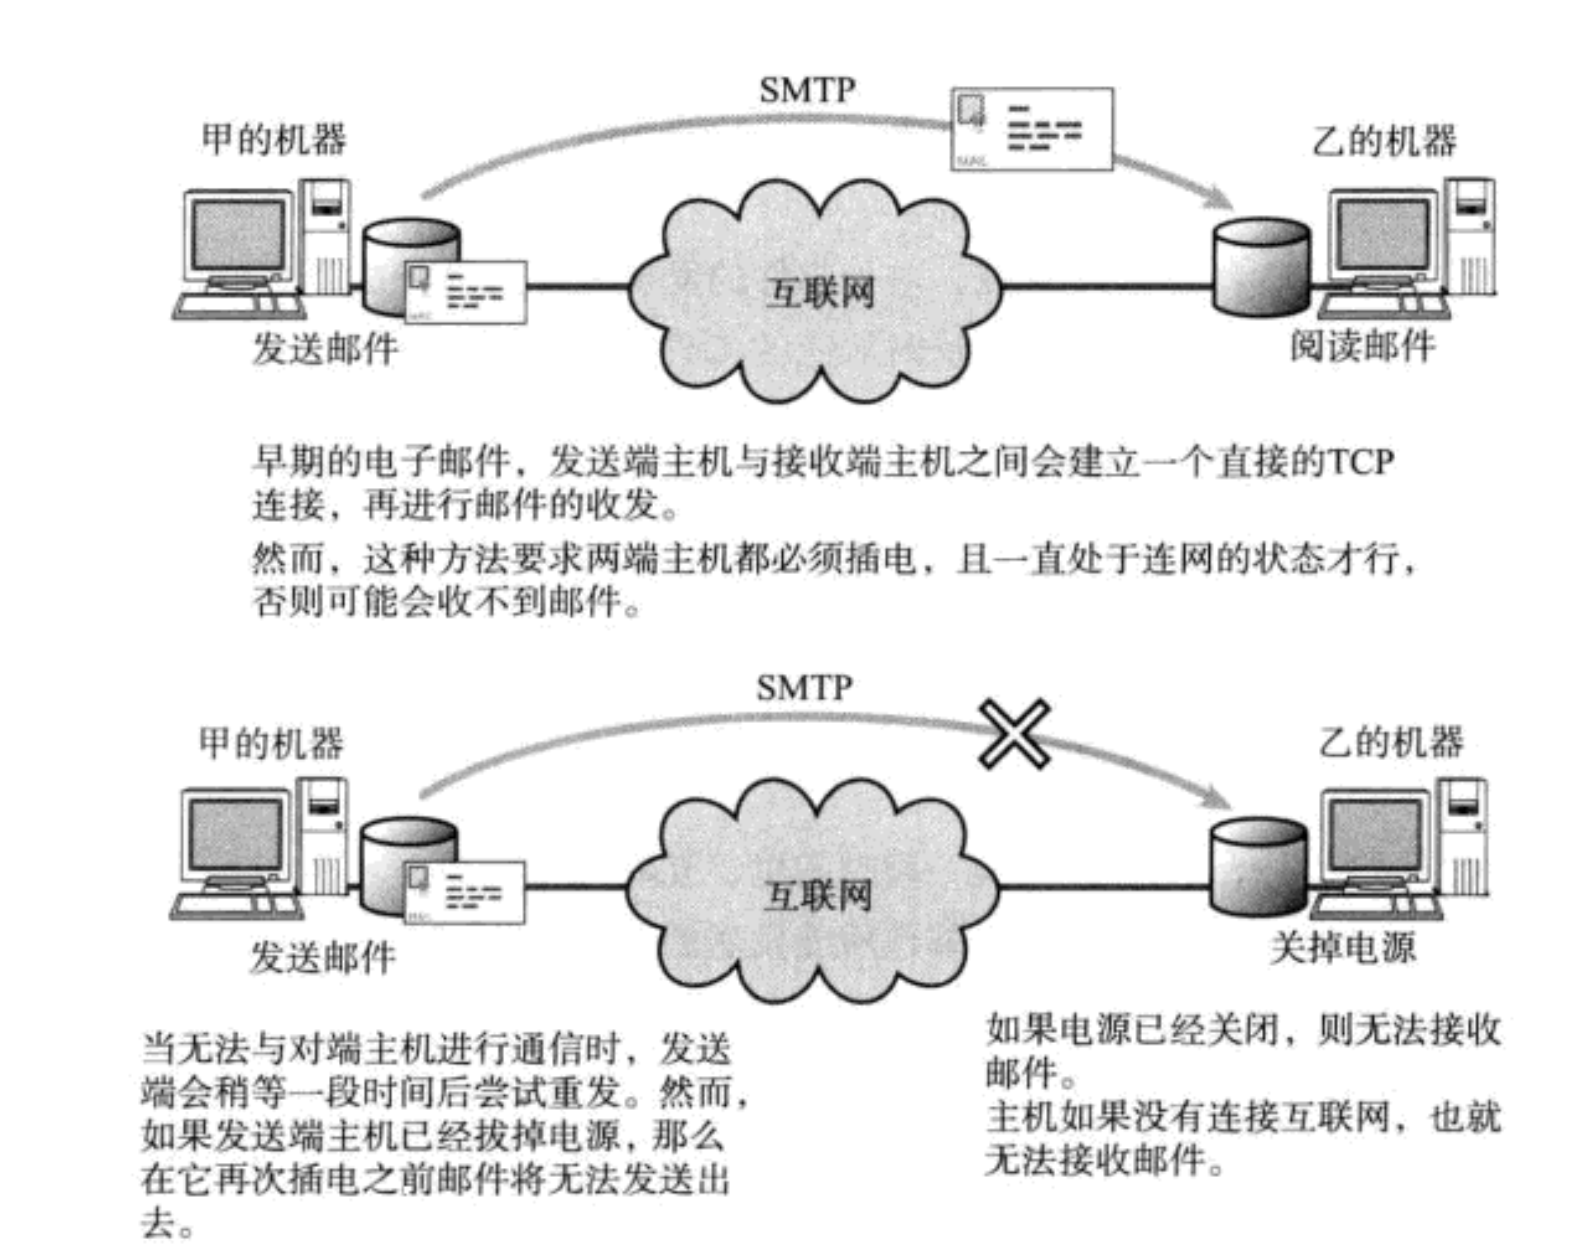 SMTP
甲的机器
乙的机器
互联网
发送邮件
阅读邮件
早期的电子邮件，发送端主机与接收端主机之间会建立一个直接的TCP
连接，再进行邮件的收发。
然而，这种方法要求两端主机都必须插电，且一直处于连网的状态才行，
否则可能会收不到邮件。
SMTP
甲的机器
乙的机器
互联网
发送邮件
关掉电源
当无法与对端主机进行通信时，发送
端会稍等一段时间后尝试重发。然而，
如果发送端主机已经拔掉电源，那么
在它再次插电之前邮件将无法发送出
去。
如果电源已经关闭，则无法接收
邮件。
主机如果没有连接互联网，也就
无法接收邮件。